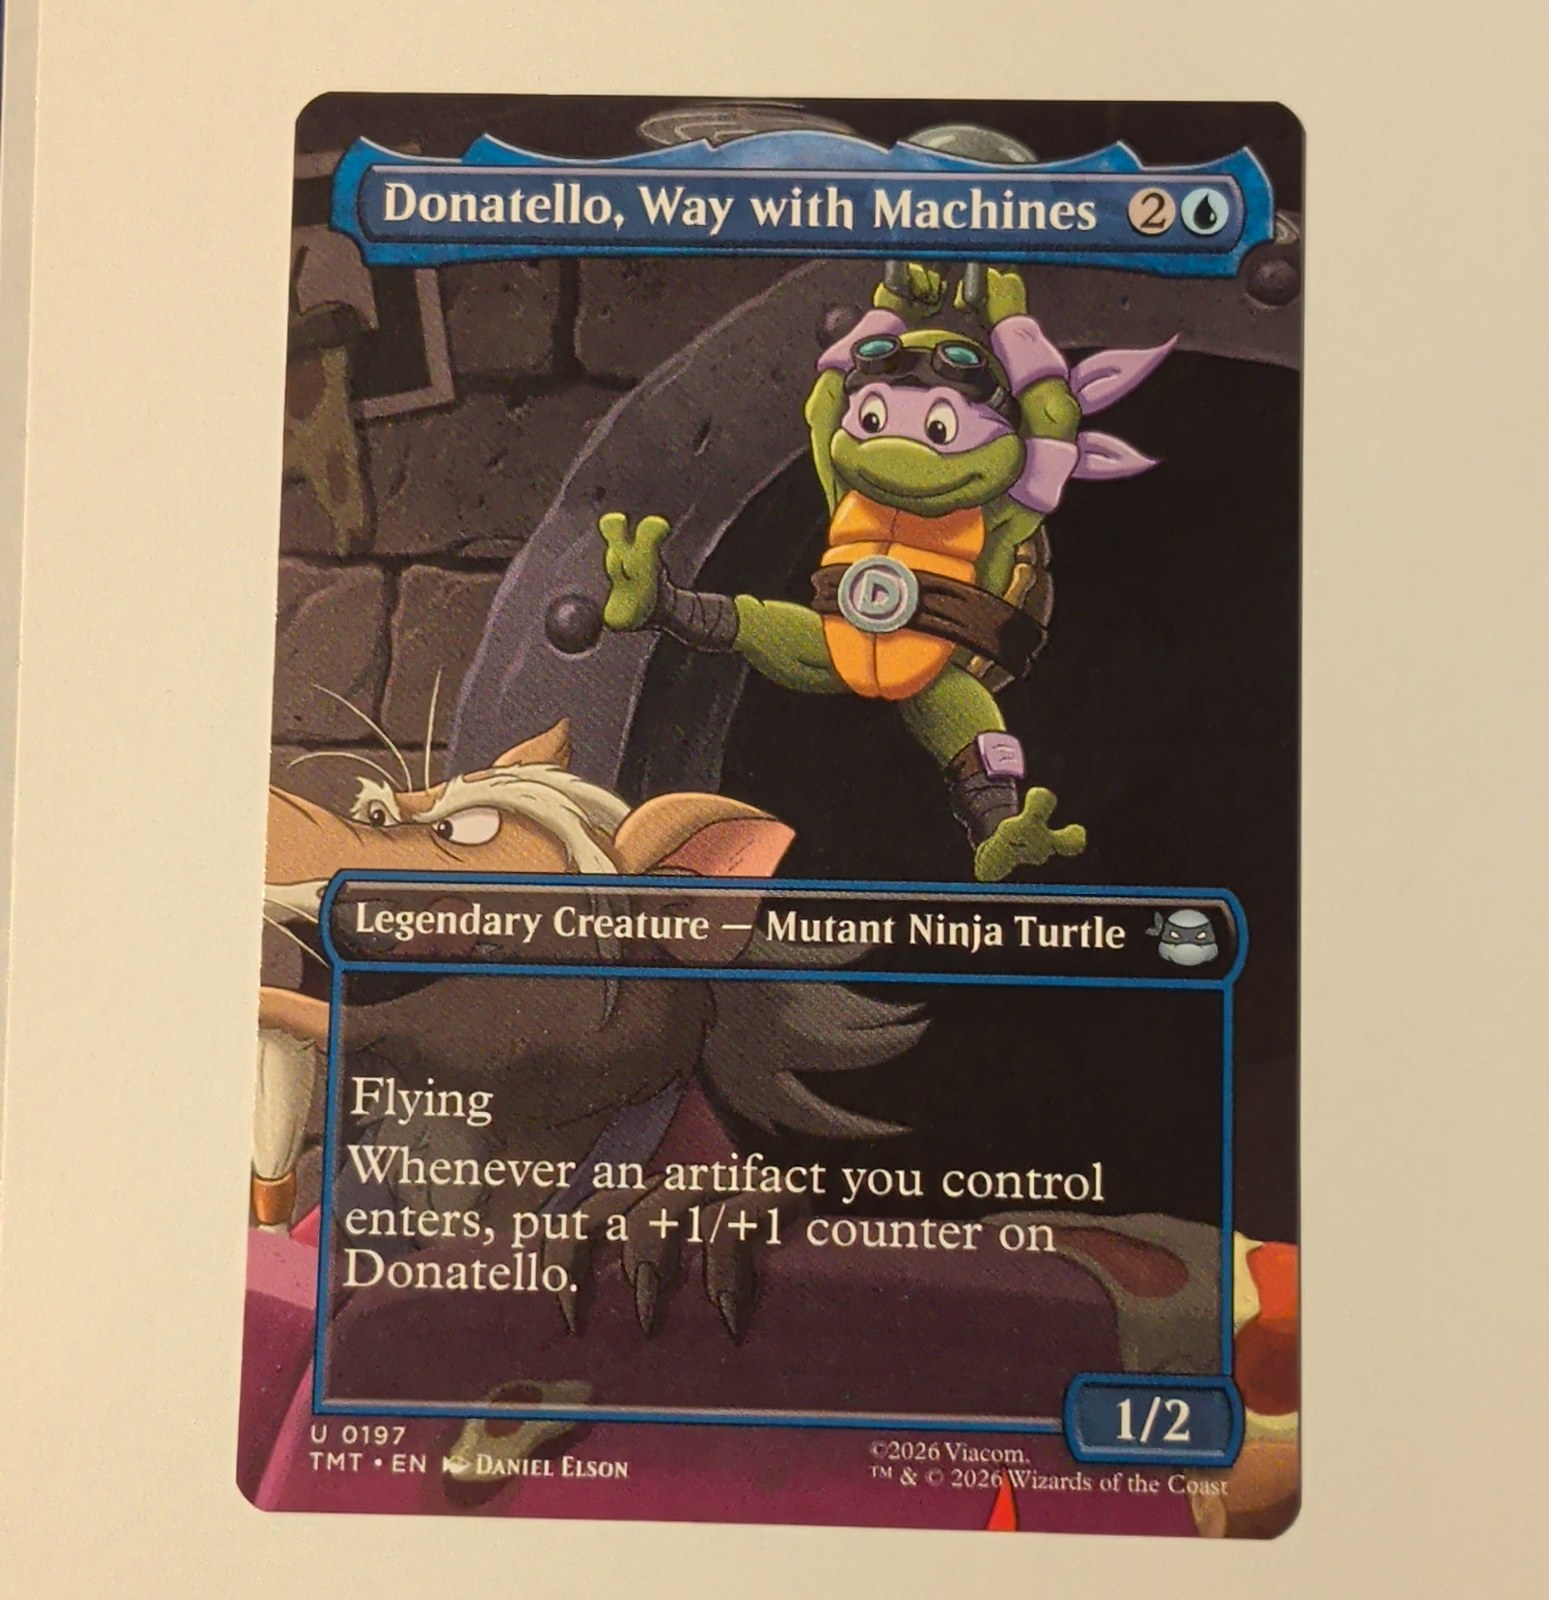 Donatello, Way with Machines 2
Legendary Creature — Mutant Ninja Turtle
Flying
Whenever an artifact you control
enters, put a +1/+1 counter on
Donatello.
1/2
U 0197
TMT • EN DANIEL ELSON
©2026 Viacom.
™ & © 2026 Wizards of the Coast
D